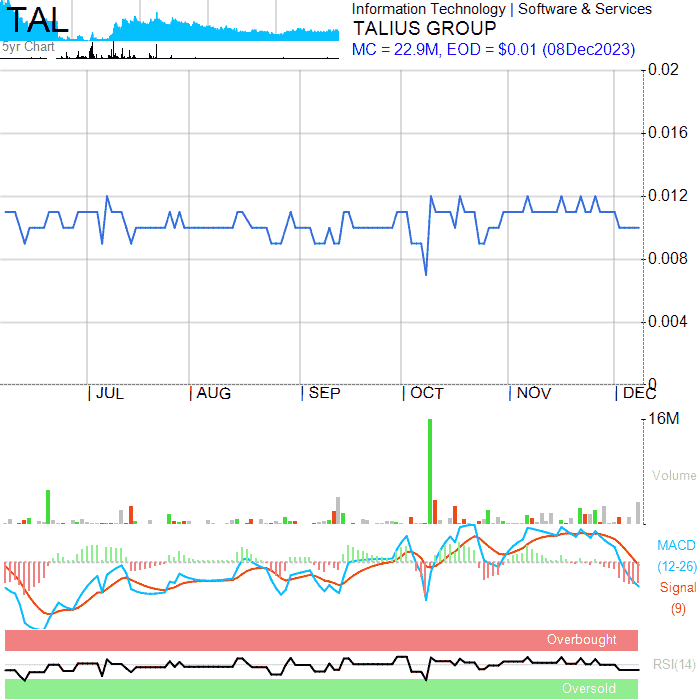 TAL
5yr Chart
Information Technology | Software & Services
TALIUS GROUP
MC = 22.9M, EOD = $0.01 (08Dec2023)
0.02
0.016
0.012
0.008
0.004
0
JUL AUG SEP OCT NOV DEC
16M
Volume
MACD
(12-26)
Signal
(9)
Overbought
RSI(14)
Oversold